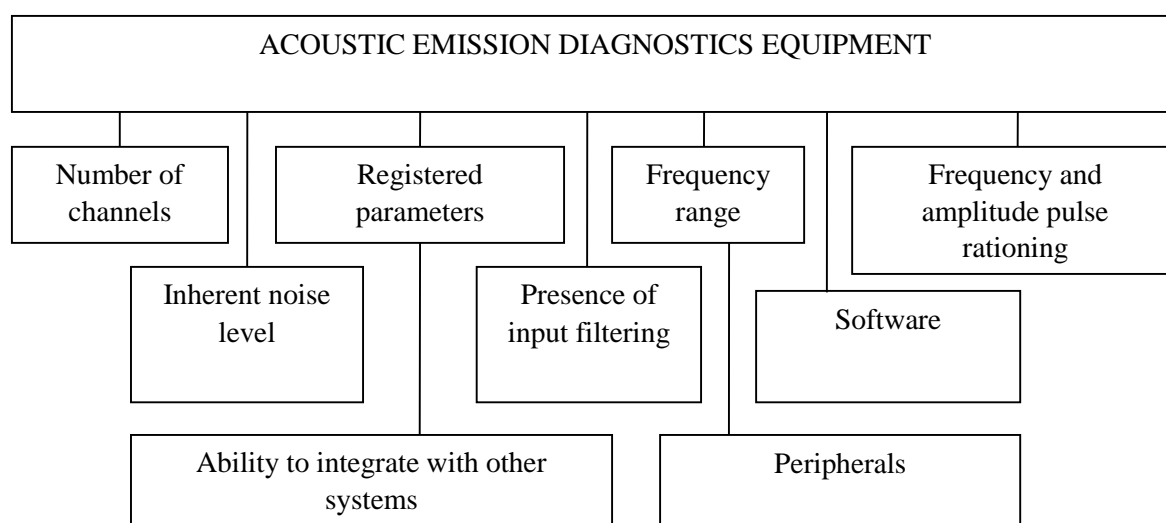 ACOUSTIC EMISSION DIAGNOSTICS EQUIPMENT
Number of
channels
Registered
parameters
Frequency
range
Frequency and
amplitude pulse
rationing
Inherent noise
level
Presence of
input filtering
Software
Ability to integrate with other
systems
Peripherals